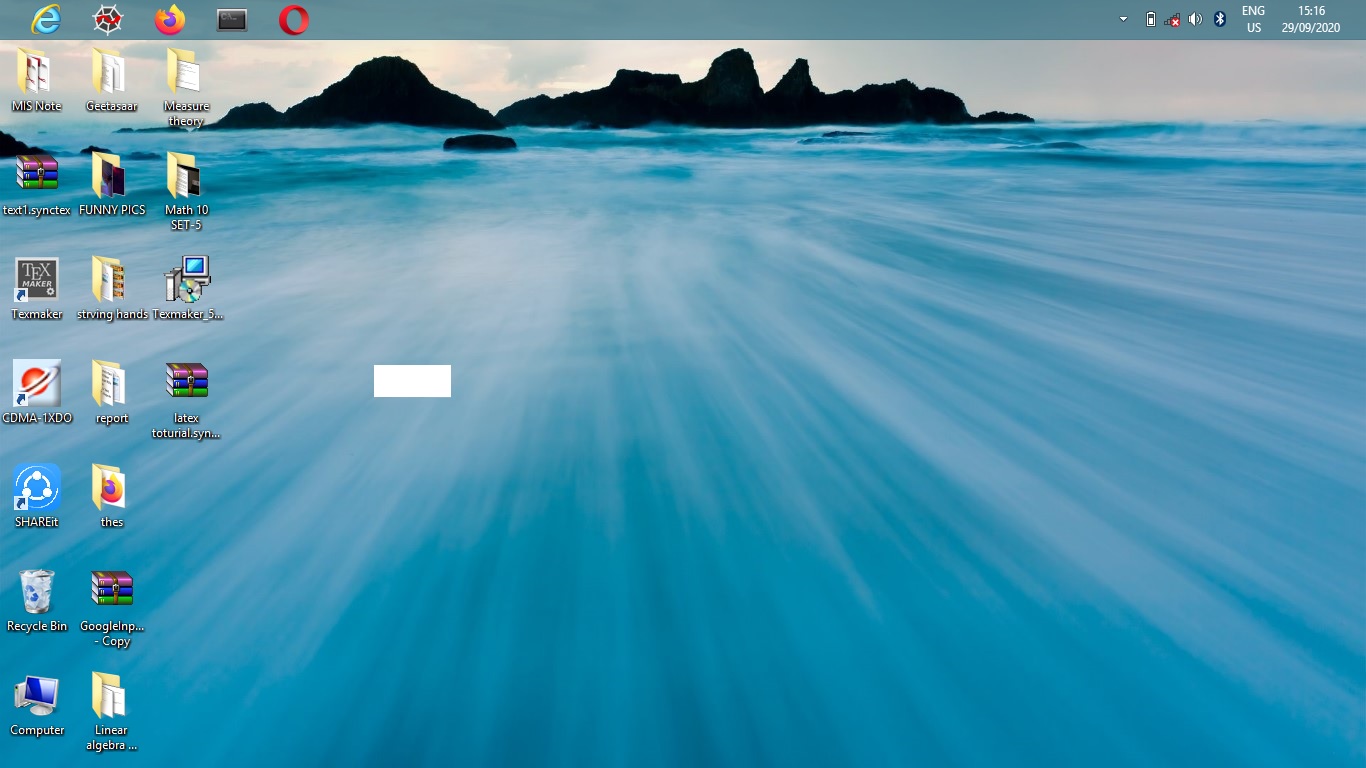 ENG
US
15:16
29/09/2020
MIS Note
Geetasaar
Measure
theory
text1.synctex
FUNNY PICS
Math 10
SET-5
TEX
MAKER
Texmaker
strving hands
Texmaker_5...
CDMA-1XDO
report
latex
toturial.syn...
SHAREit
thes
Recycle Bin
GoogleInp...
- Copy
Computer
Linear
algebra ...